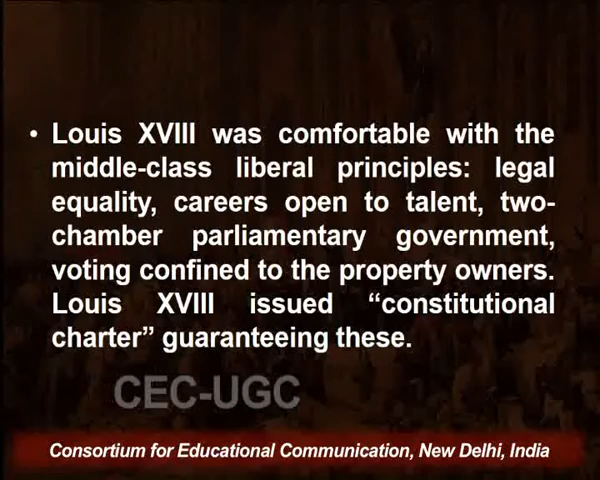 • Louis XVIII was comfortable with the
middle-class liberal principles: legal
equality, careers open to talent, two-
chamber parliamentary government,
voting confined to the property owners.
Louis XVIII issued “constitutional
charter” guaranteeing these.
CEC-UGC
Consortium for Educational Communication, New Delhi, India